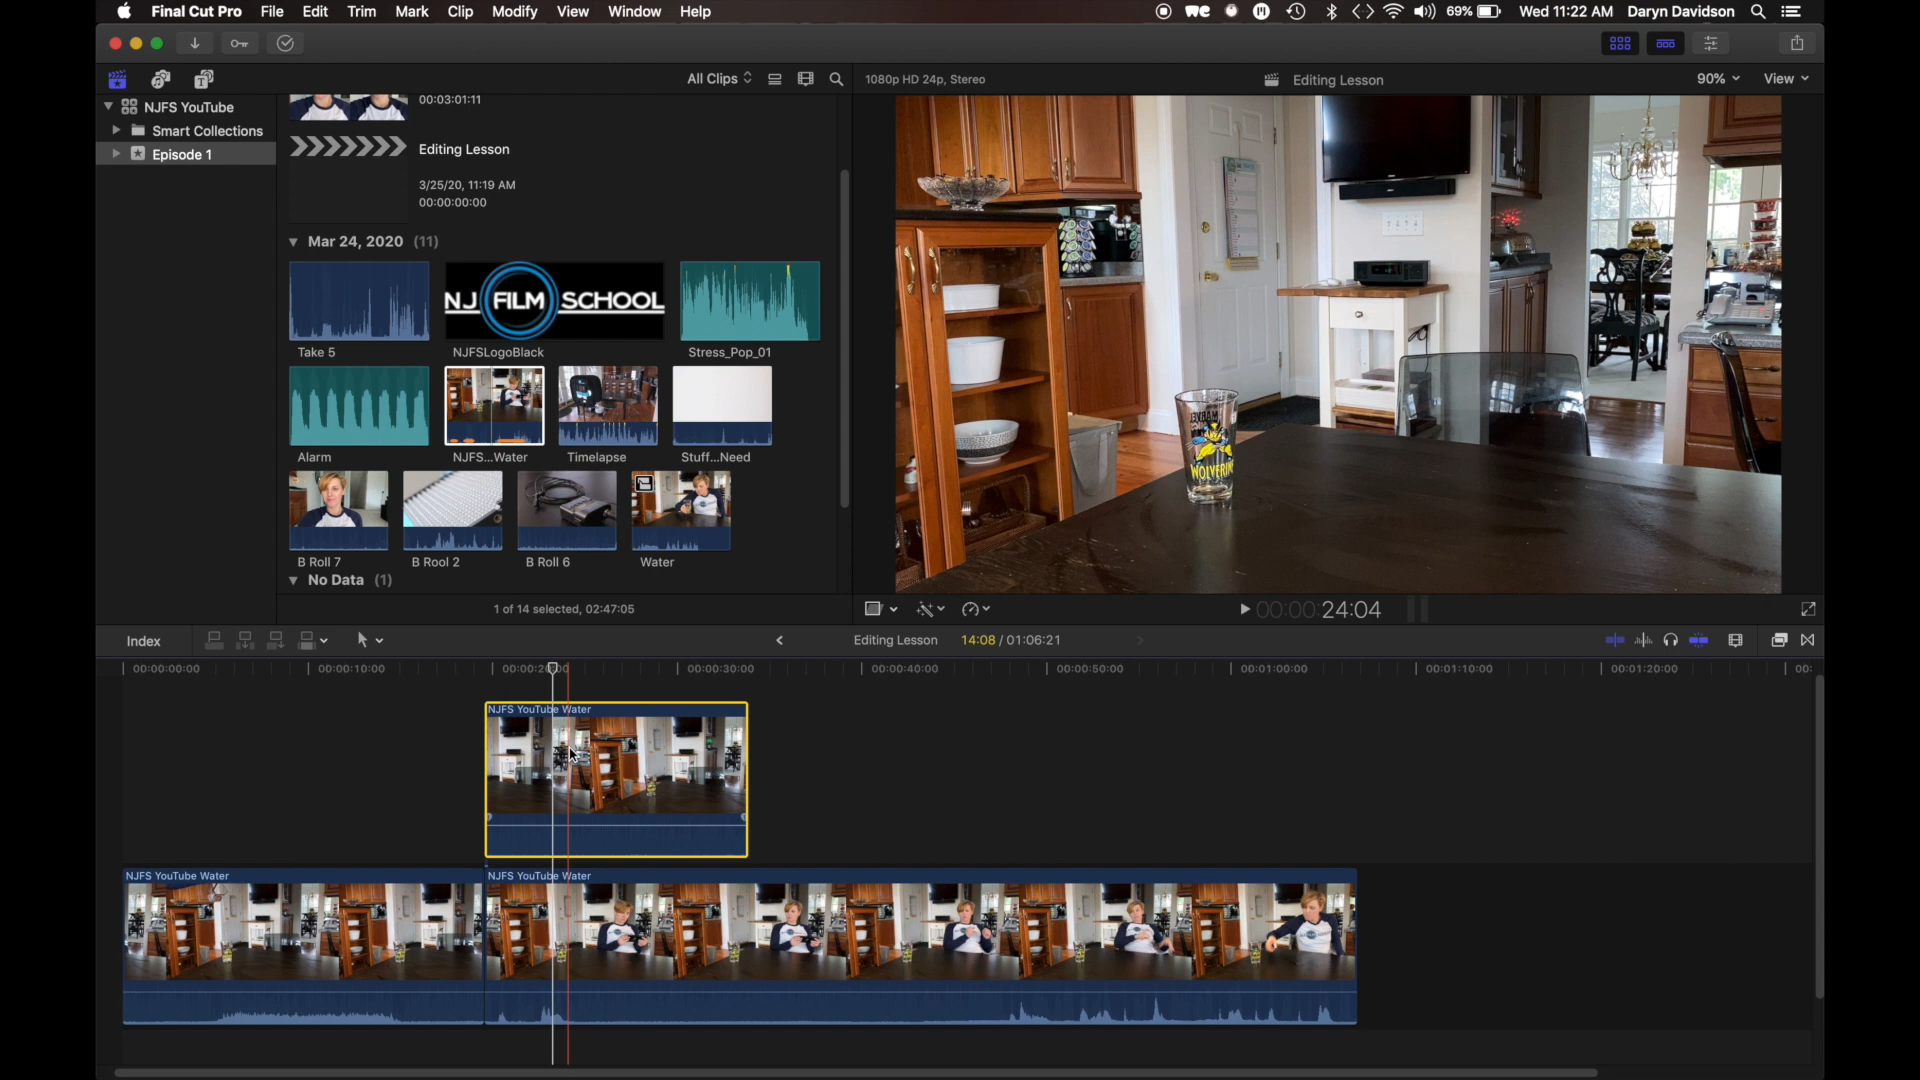 Final Cut Pro File Edit Trim Mark Clip Modify View Window Help
69% Wed 11:22 AM Daryn Davidson
All Clips
1080p HD 24p, Stereo
Editing Lesson
90%
View
NJFS YouTube
Smart Collections
Episode 1
00:03:01:11
Editing Lesson
3/25/20, 11:19 AM
00:00:00:00
Mar 24, 2020 (11)
NJ FILM SCHOOL
Take 5
NJFSLogoBlack
Stress_Pop_01
Alarm
NJFS...Water
Timelapse
Stuff...Need
B Roll 7
B Rool 2
B Roll 6
Water
No Data (1)
1 of 14 selected, 02:47:05
MARVEL
WOLVERINE
00:00:24:04
Index
Editing Lesson
14:08 / 01:06:21
00:00:00:00
00:00:10:00
00:00:20:00
00:00:30:00
00:00:40:00
00:00:50:00
00:01:00:00
00:01:10:00
00:01:20:00
00:
NJFS YouTube Water
NJFS YouTube Water
NJFS YouTube Water